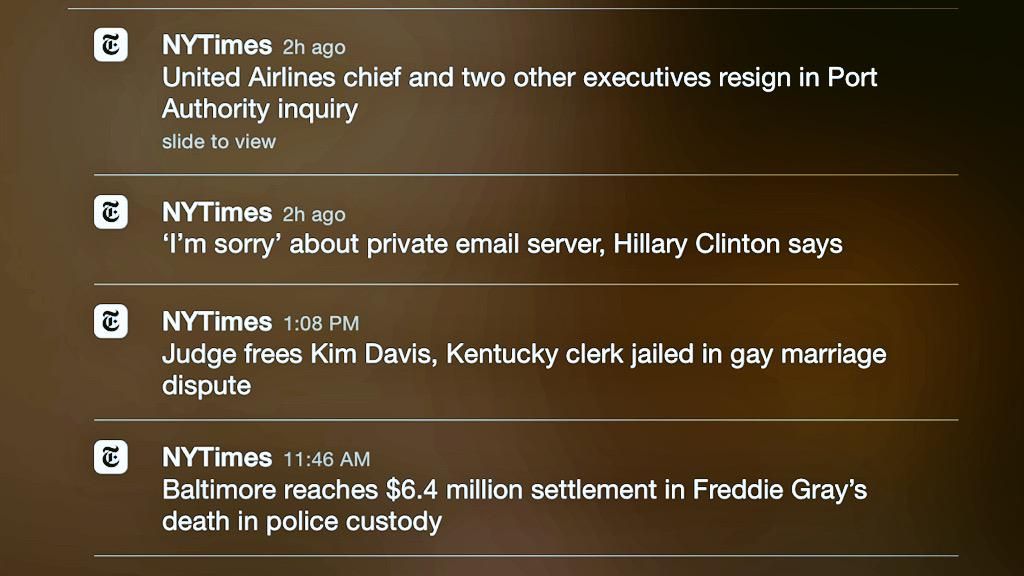 NYTimes 2h ago
United Airlines chief and two other executives resign in Port
Authority inquiry
slide to view
NYTimes 2h ago
‘I’m sorry’ about private email server, Hillary Clinton says
NYTimes 1:08 PM
Judge frees Kim Davis, Kentucky clerk jailed in gay marriage
dispute
NYTimes 11:46 AM
Baltimore reaches $6.4 million settlement in Freddie Gray’s
death in police custody